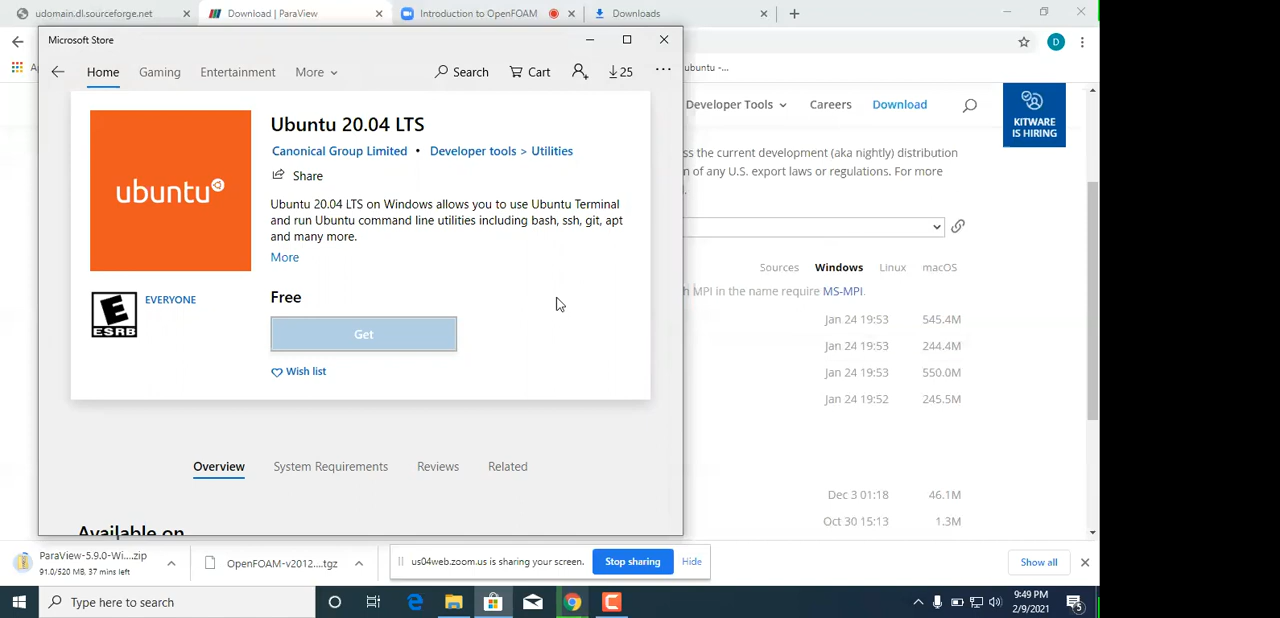 udomain.dl.sourceforge.net
Download | ParaView
Introduction to OpenFOAM
Downloads
Microsoft Store
ubuntu -...
Home
Gaming
Entertainment
More
Search
Cart
25
Developer Tools
Careers
Download
KITWARE
IS HIRING
ubuntu
Ubuntu 20.04 LTS
Canonical Group Limited • Developer tools > Utilities
Share
Ubuntu 20.04 LTS on Windows allows you to use Ubuntu Terminal
and run Ubuntu command line utilities including bash, ssh, git, apt
and many more.
More
E
ESRB
EVERYONE
Free
Get
Wish list
ss the current development (aka nightly) distribution
n of any U.S. export laws or regulations. For more
Sources
Windows
Linux
macOS
h MPI in the name require MS-MPI.
Jan 24 19:53 545.4M
Jan 24 19:53 244.4M
Jan 24 19:53 550.0M
Jan 24 19:52 245.5M
Dec 3 01:18 46.1M
Oct 30 15:13 1.3M
Overview
System Requirements
Reviews
Related
Available on
ParaView-5.9.0-Wi....zip
91.0/520 MB, 37 mins left
OpenFOAM-v2012....tgz
us04web.zoom.us is sharing your screen.
Stop sharing
Hide
Show all
Type here to search
9:49 PM
2/9/2021
5
D